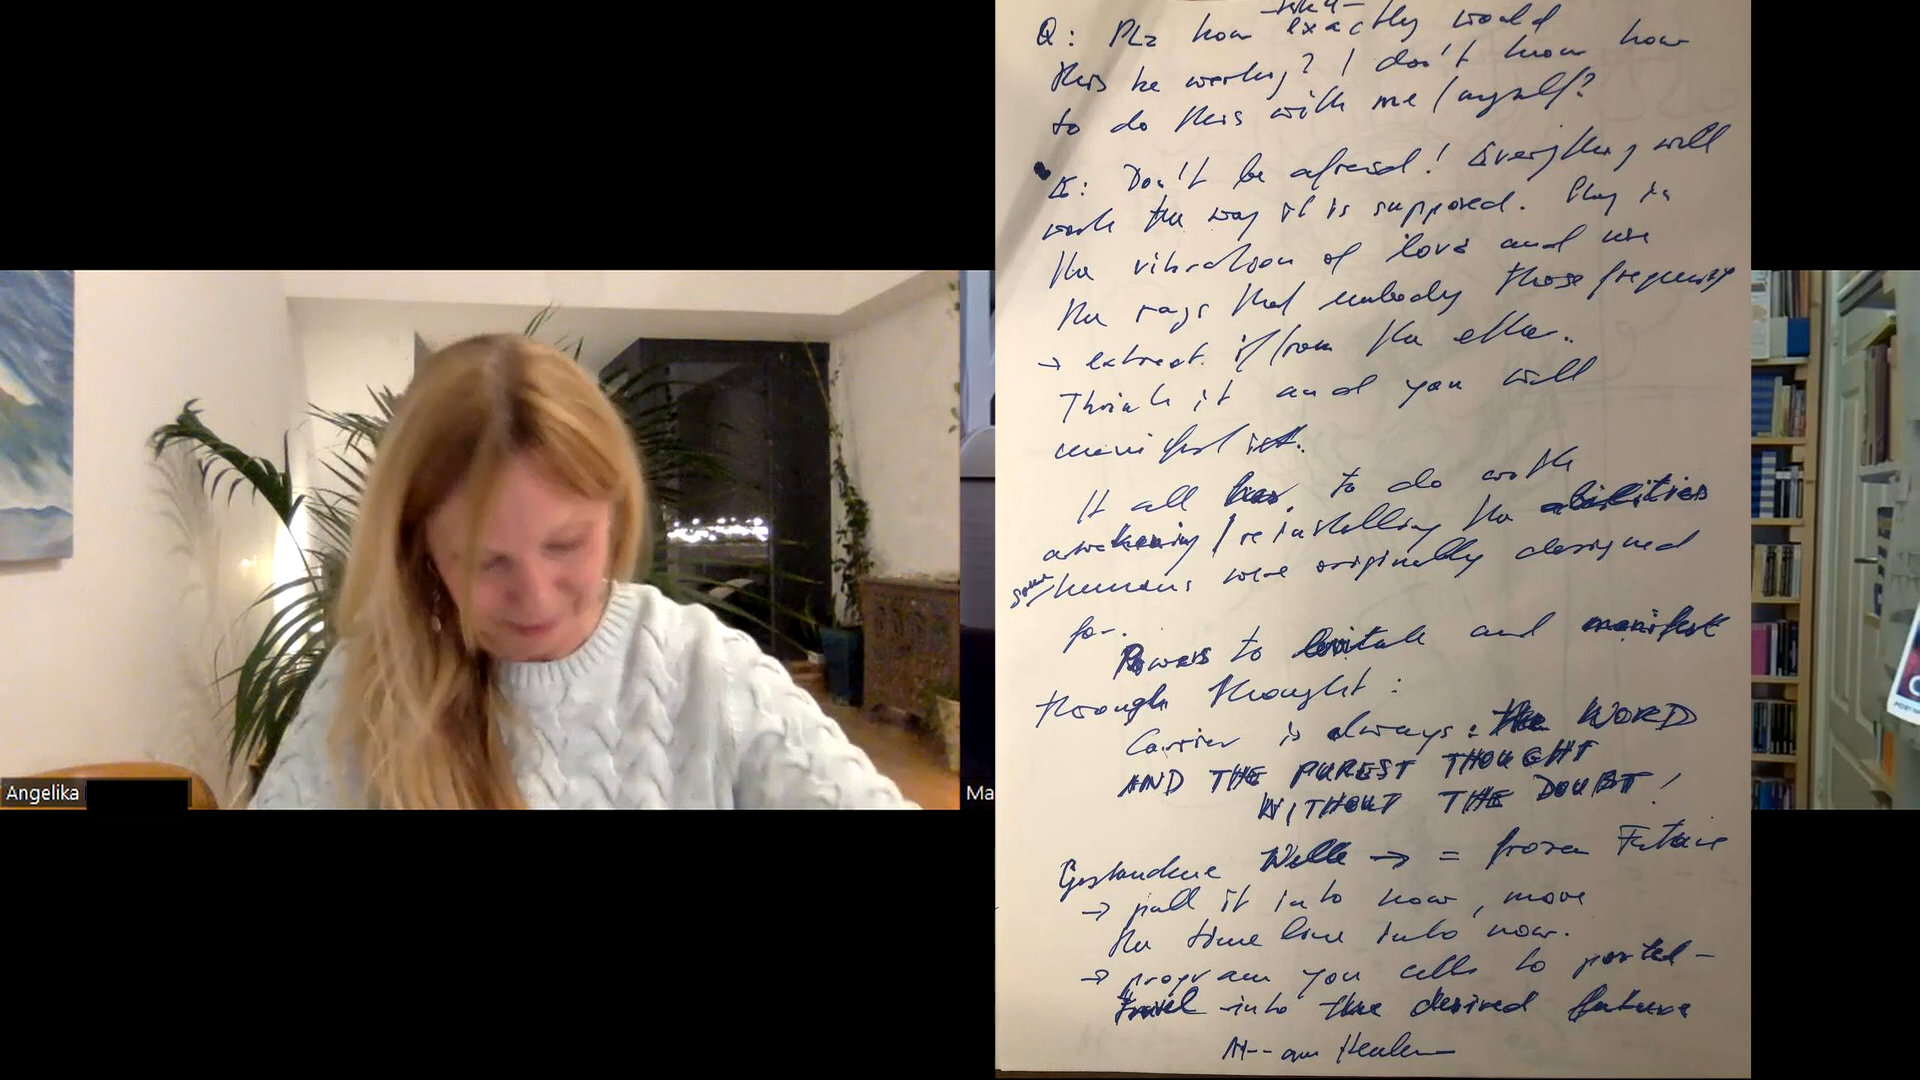 Q: PLz how exactly would
this be working? I don't know how
to do this with me / myself?
E: Don't be afraid! Everything will
work the way it is supposed. Stay in
the vibration of love and use
the rays that embody those frequency
→ extract it from the ether.
Think it and you will
manifest it.
It all has to do with
awakening / reinstalling the abilities
some humans were originally designed
for.
Powers to levitate and manifest
through thought:
Carrier is always: the WORD
AND THE PUREST THOUGHT
WITHOUT THE DOUBT!
Gestandene Welle → = frozen Future
→ pull it into now, move
the time line into now.
→ program you cells to portal-
travel into the desired future
Angelika
Ma